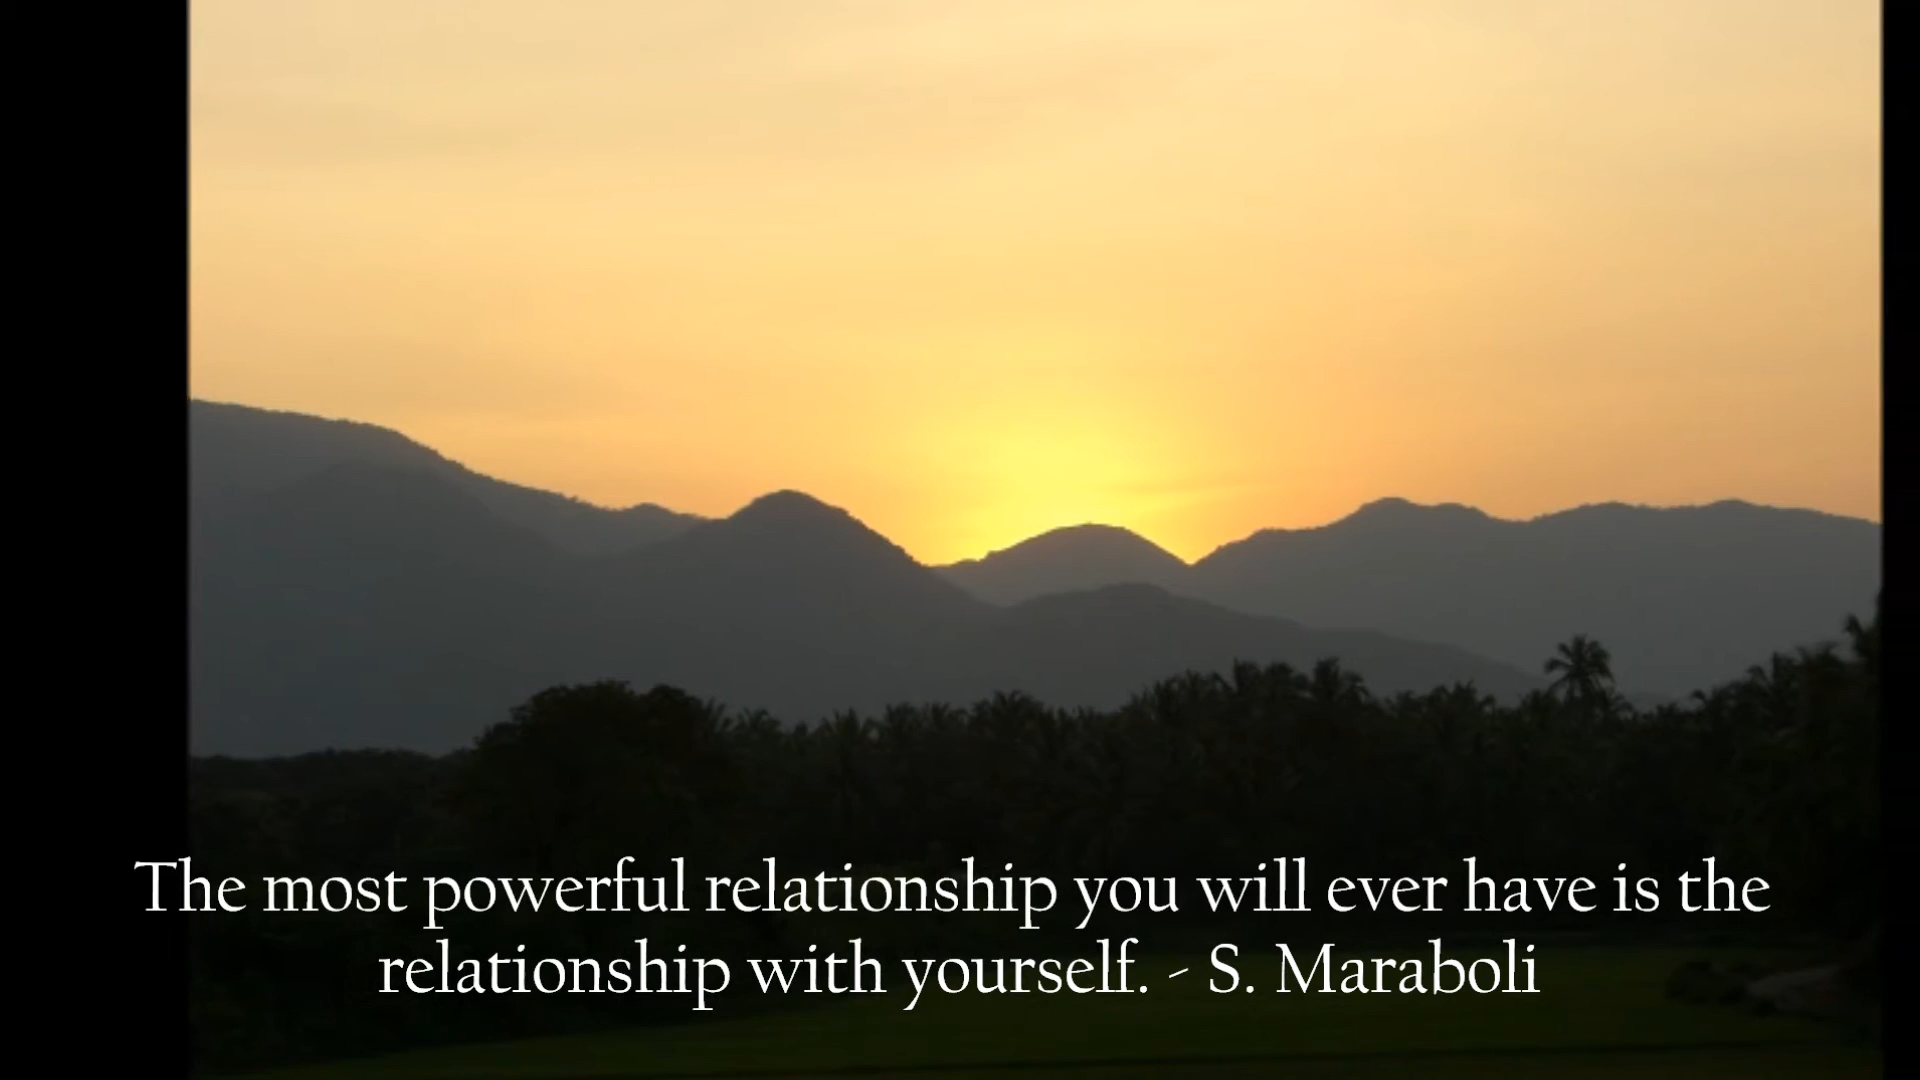 The most powerful relationship you will ever have is the
relationship with yourself. - S. Maraboli